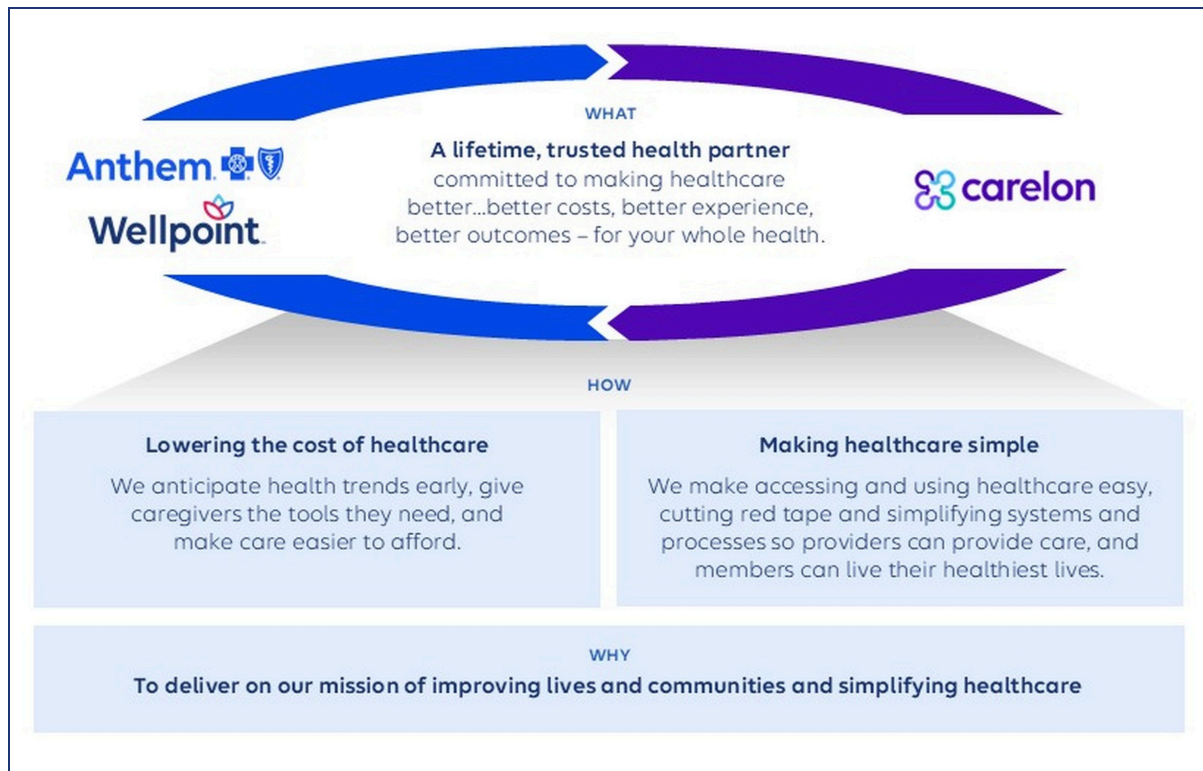 WHAT
A lifetime, trusted health partner
committed to making healthcare
better...better costs, better experience,
better outcomes – for your whole health.
Anthem.
Wellpoint
carelon
HOW
Lowering the cost of healthcare
We anticipate health trends early, give
caregivers the tools they need, and
make care easier to afford.
Making healthcare simple
We make accessing and using healthcare easy,
cutting red tape and simplifying systems and
processes so providers can provide care, and
members can live their healthiest lives.
WHY
To deliver on our mission of improving lives and communities and simplifying healthcare